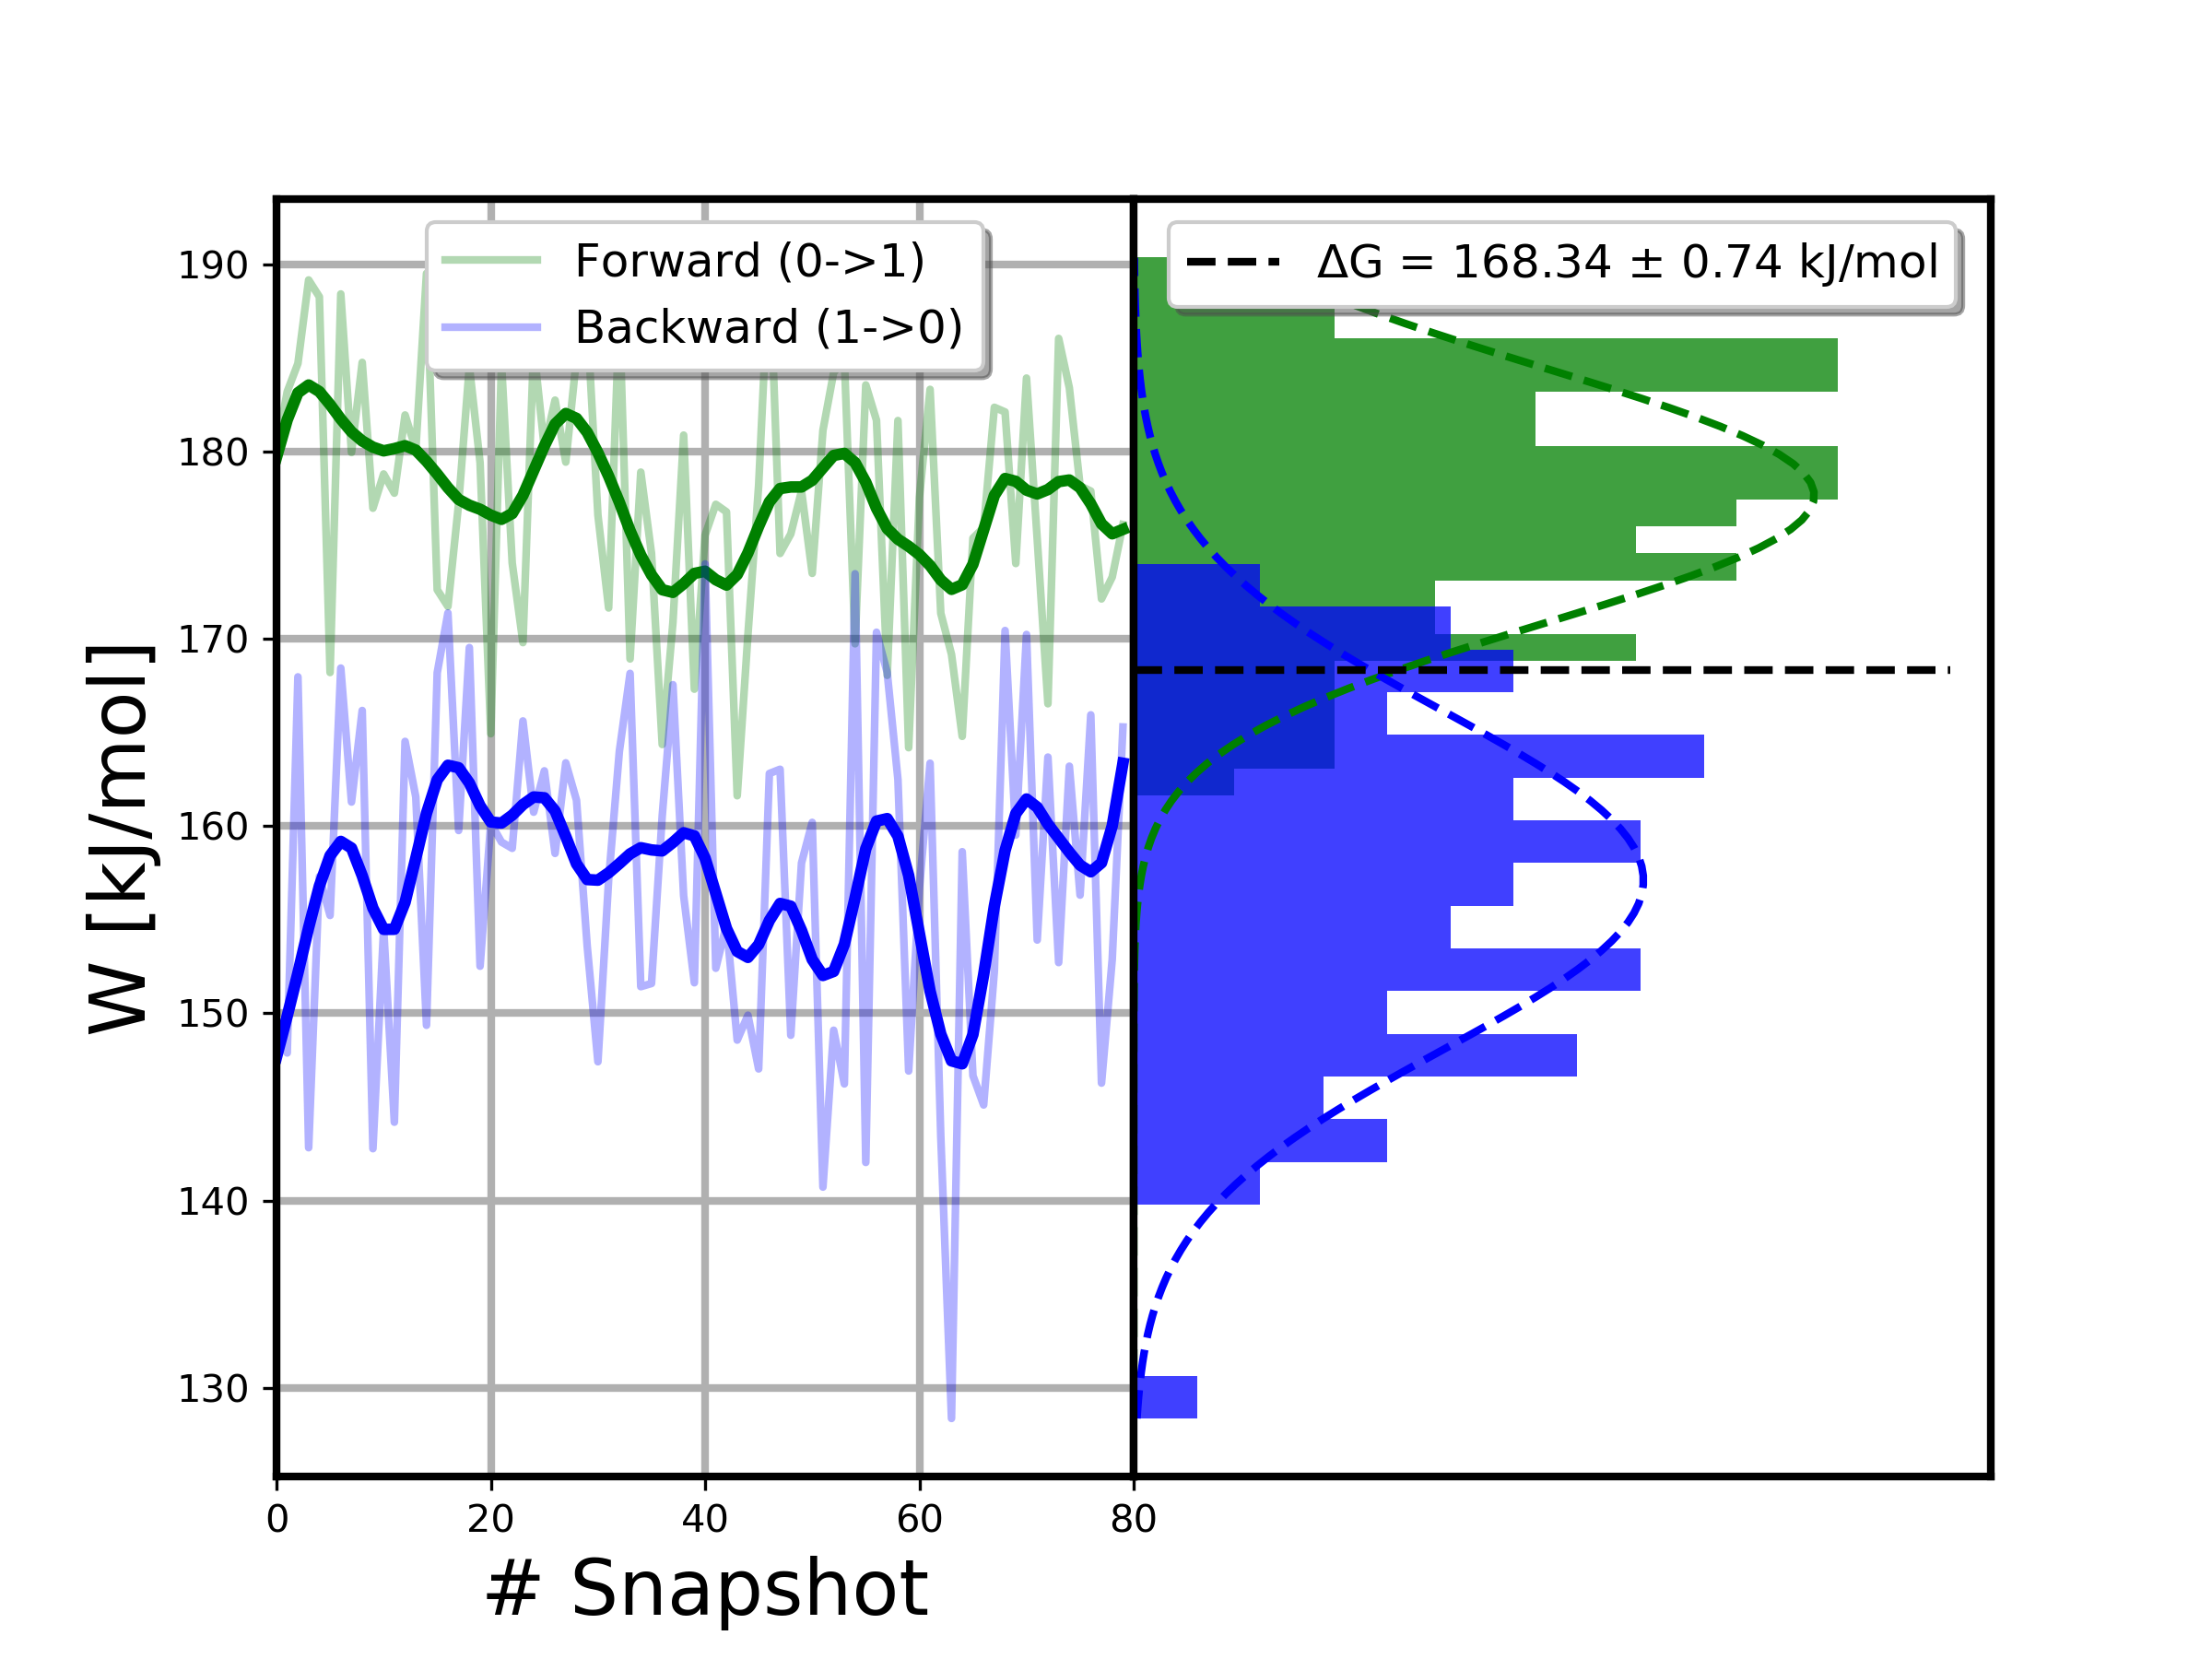 Forward (0->1)
Backward (1->0)
ΔG = 168.34 ± 0.74 kJ/mol
190
180
170
160
150
140
130
W [kJ/mol]
0 20 40 60 80
# Snapshot